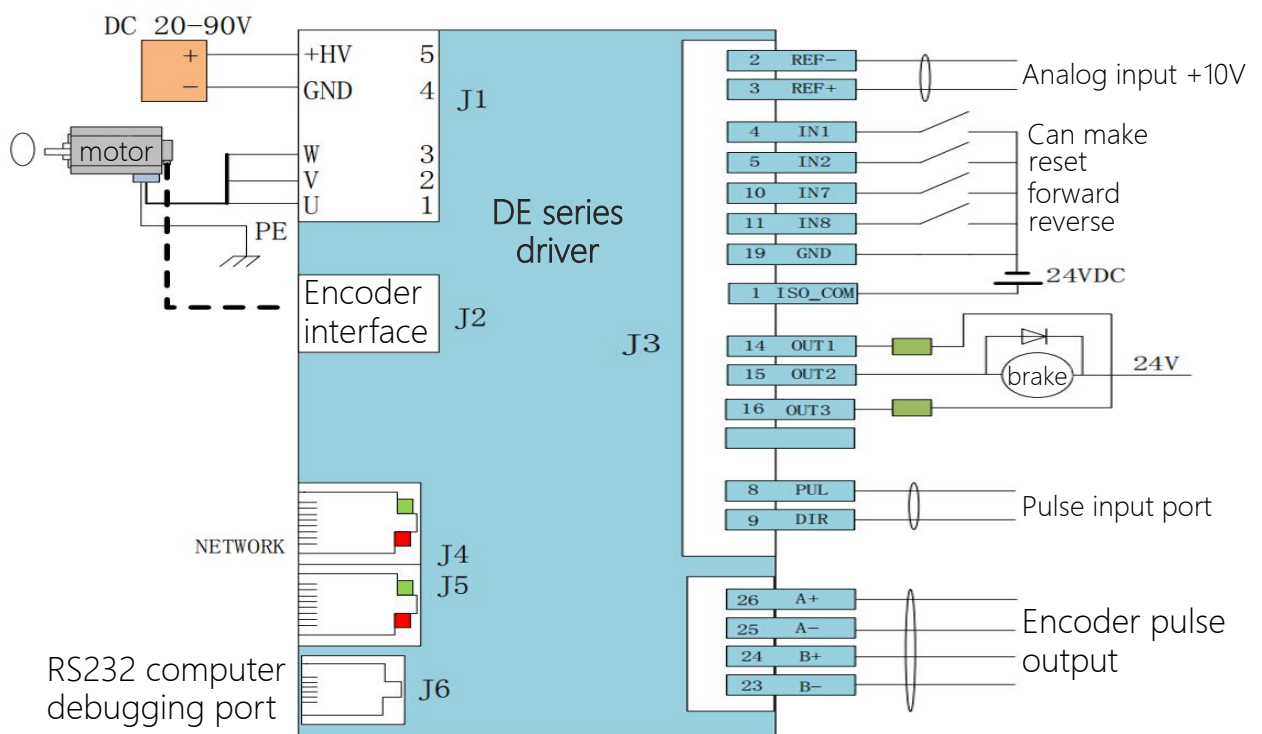 DC 20-90V
+
-
+HV 5
GND 4
J1
W 3
V 2
U 1
motor
PE
Encoder
interface
J2
DE series
driver
NETWORK
J4
J5
RS232 computer
debugging port
J6
J3
2 REF-
3 REF+
Analog input +10V
4 IN1
Can make
5 IN2
reset
10 IN7
forward
11 IN8
reverse
19 GND
24VDC
1 ISO_COM
14 OUT1
15 OUT2
brake
24V
16 OUT3
8 PUL
9 DIR
Pulse input port
26 A+
25 A-
24 B+
23 B-
Encoder pulse
output